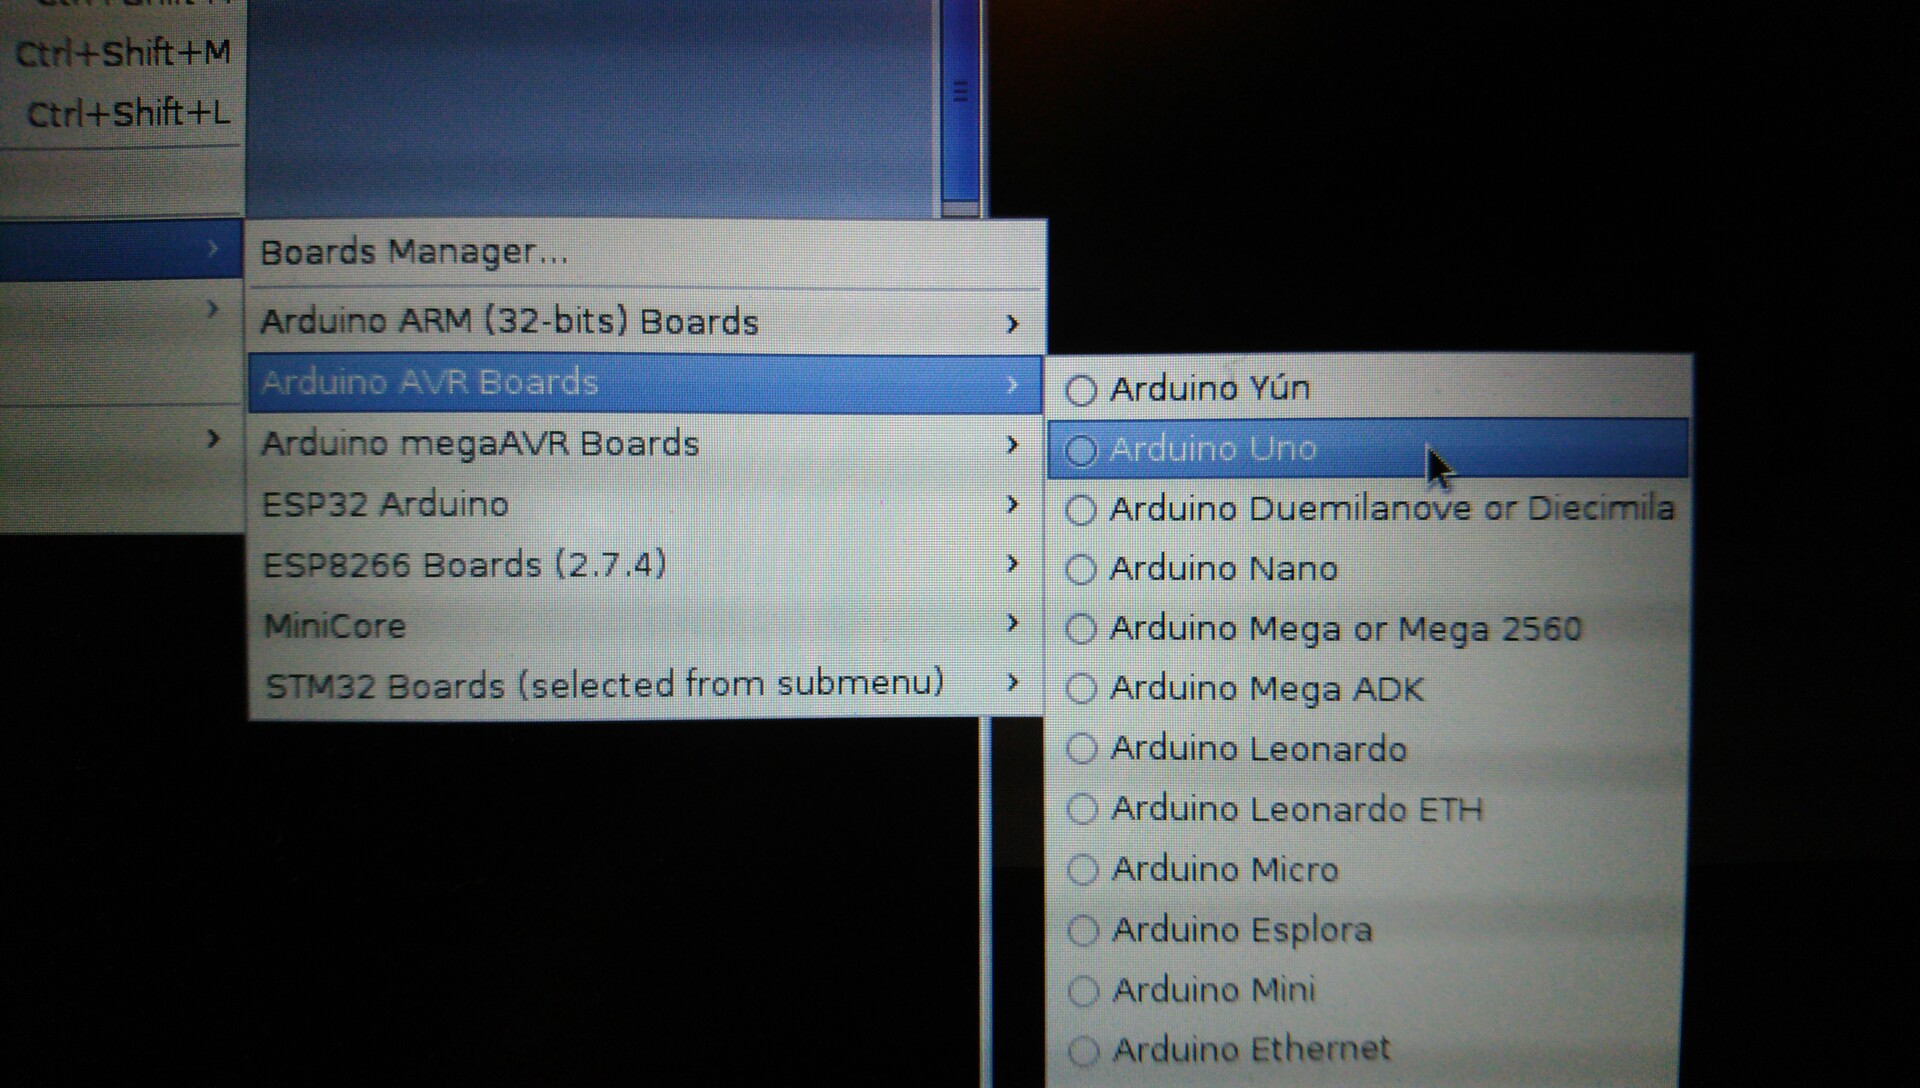 Ctrl+Shift+M
Ctrl+Shift+L
Boards Manager...
Arduino ARM (32-bits) Boards
Arduino AVR Boards
Arduino megaAVR Boards
ESP32 Arduino
ESP8266 Boards (2.7.4)
MiniCore
STM32 Boards (selected from submenu)
Arduino Yún
Arduino Uno
Arduino Duemilanove or Diecimila
Arduino Nano
Arduino Mega or Mega 2560
Arduino Mega ADK
Arduino Leonardo
Arduino Leonardo ETH
Arduino Micro
Arduino Esplora
Arduino Mini
Arduino Ethernet